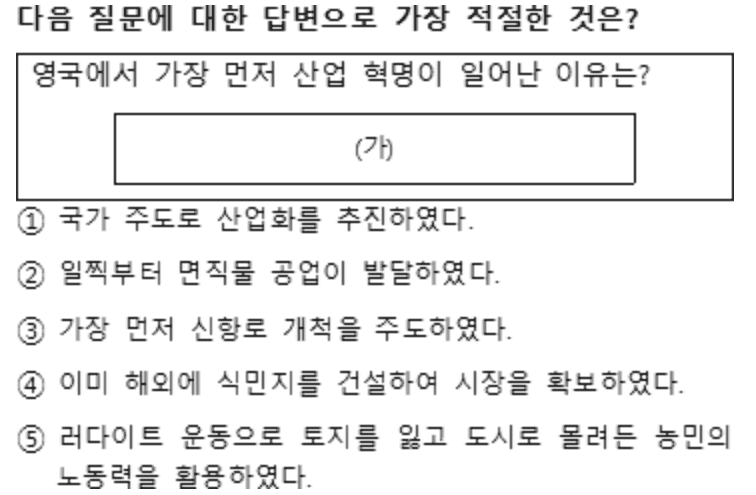 다음 질문에 대한 답변으로 가장 적절한 것은?
영국에서 가장 먼저 산업 혁명이 일어난 이유는?
(가)
① 국가 주도로 산업화를 추진하였다.
② 일찍부터 면직물 공업이 발달하였다.
③ 가장 먼저 신항로 개척을 주도하였다.
④ 이미 해외에 식민지를 건설하여 시장을 확보하였다.
⑤ 러다이트 운동으로 토지를 잃고 도시로 몰려든 농민의
노동력을 활용하였다.